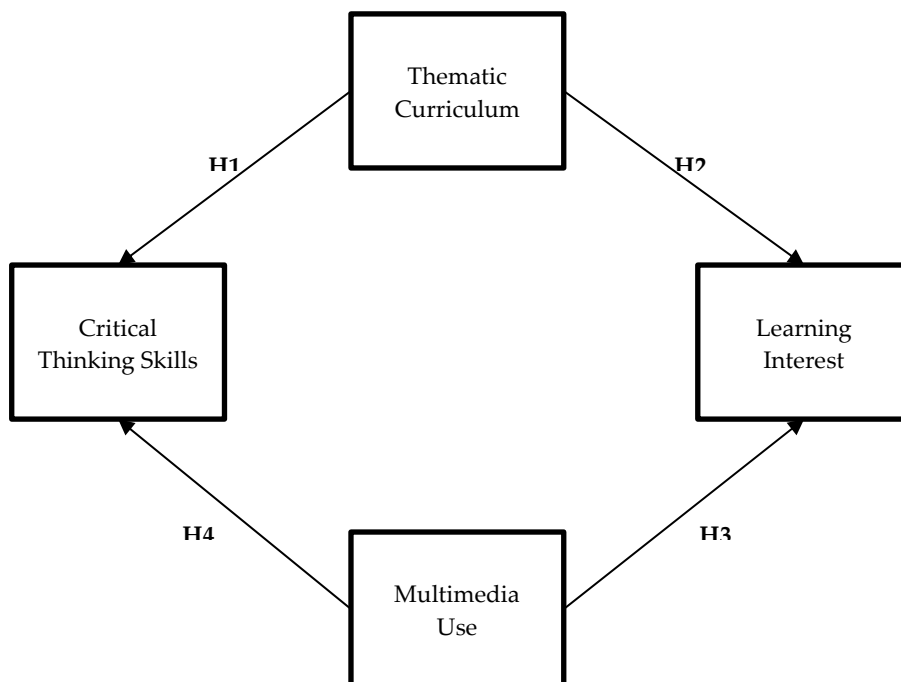 Thematic
Curriculum
H1
H2
Critical
Thinking Skills
Learning
Interest
H4
H3
Multimedia
Use